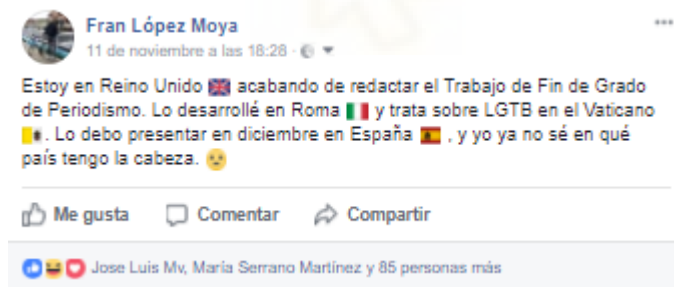 Fran López Moya
11 de noviembre a las 18:28 ·
Estoy en Reino Unido 🇬🇧 acabando de redactar el Trabajo de Fin de Grado
de Periodismo. Lo desarrollé en Roma 🇮🇹 y trata sobre LGTB en el Vaticano
🇻🇦. Lo debo presentar en diciembre en España 🇪🇸 , y yo ya no sé en qué
país tengo la cabeza. 😟
Me gusta Comentar Compartir
Jose Luis Mv, María Serrano Martínez y 85 personas más